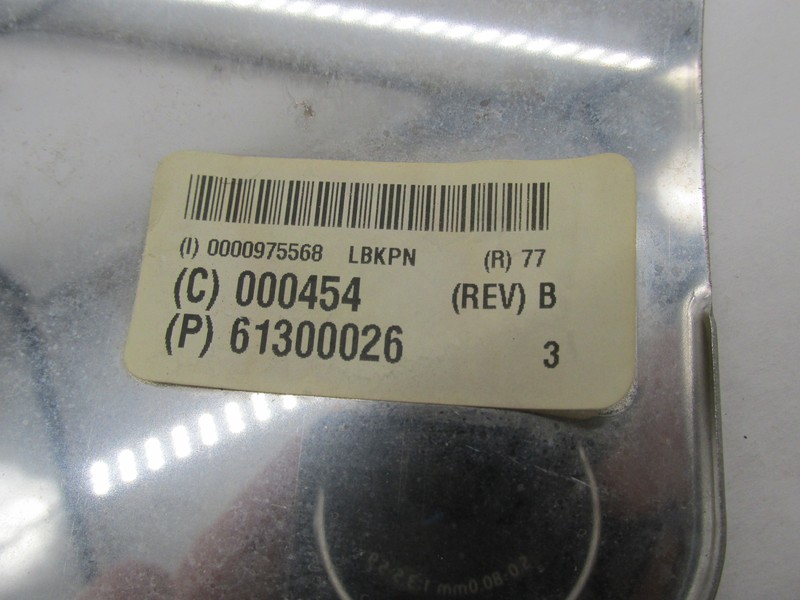 (I) 0000975568 LBKPN (R) 77
(C) 000454 (REV) B
(P) 61300026 3